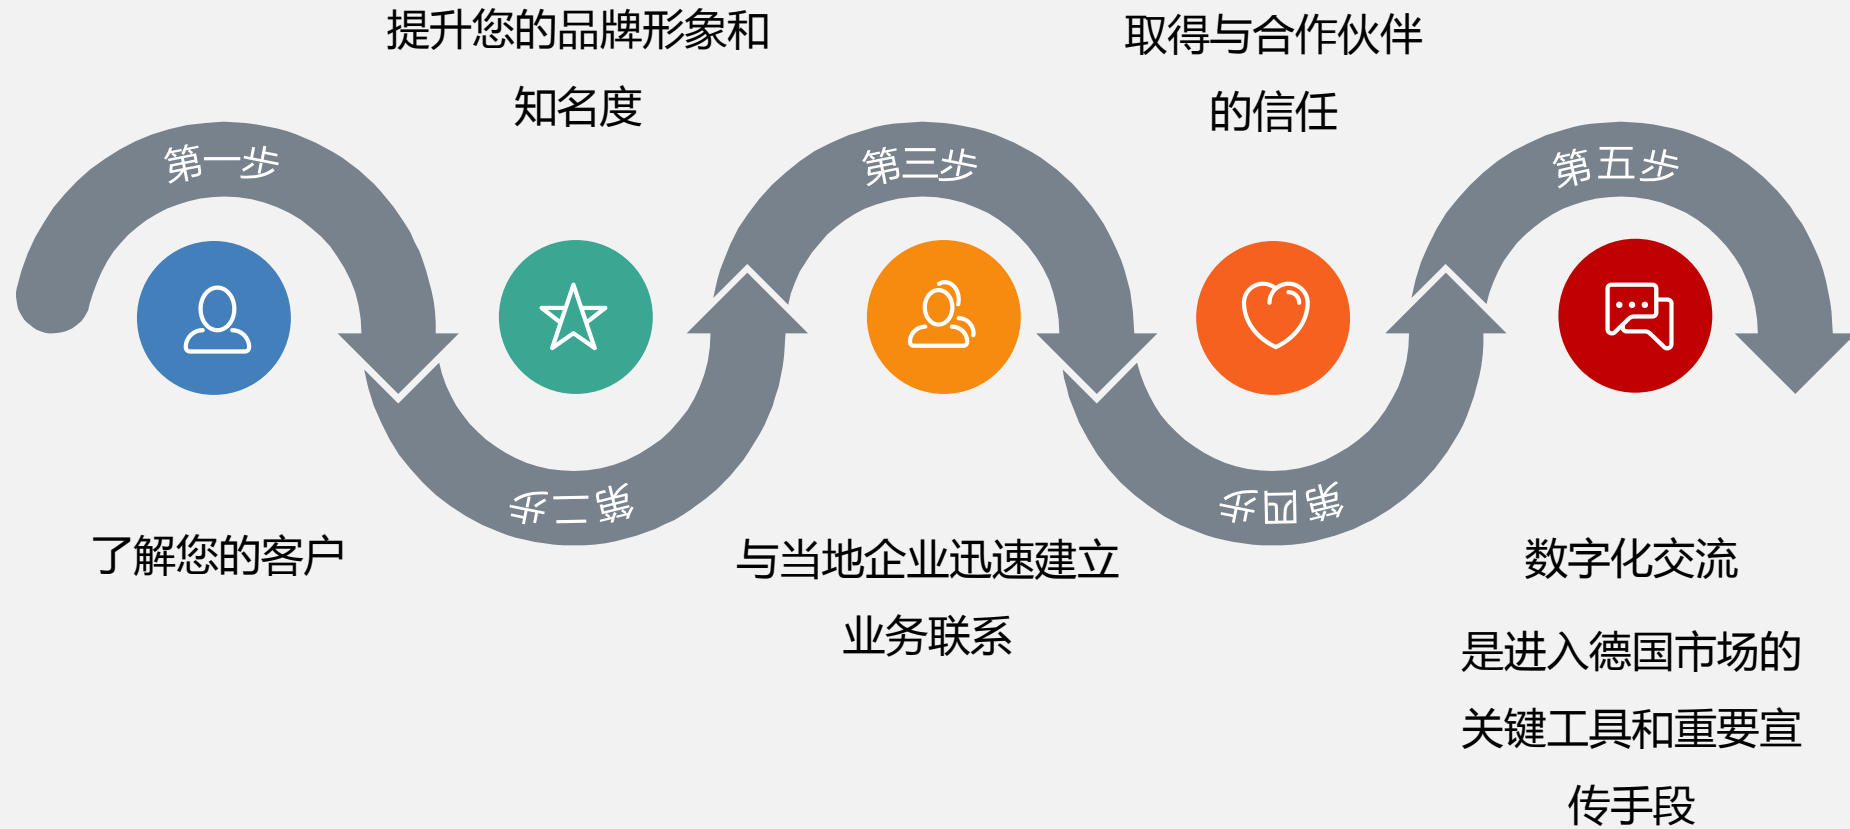 提升您的品牌形象和
知名度
取得与合作伙伴
的信任
第一步
第三步
第五步
第二步
第四步
了解您的客户
与当地企业迅速建立
业务联系
数字化交流
是进入德国市场的
关键工具和重要宣
传手段